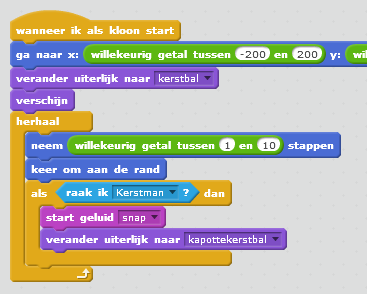 wanneer ik als kloon start
ga naar x: willekeurig getal tussen -200 en 200 y:
verander uiterlijk naar kerstbal
verschijn
herhaal
neem willekeurig getal tussen 1 en 10 stappen
keer om aan de rand
als raak ik Kerstman ? dan
start geluid snap
verander uiterlijk naar kapottekerstbal